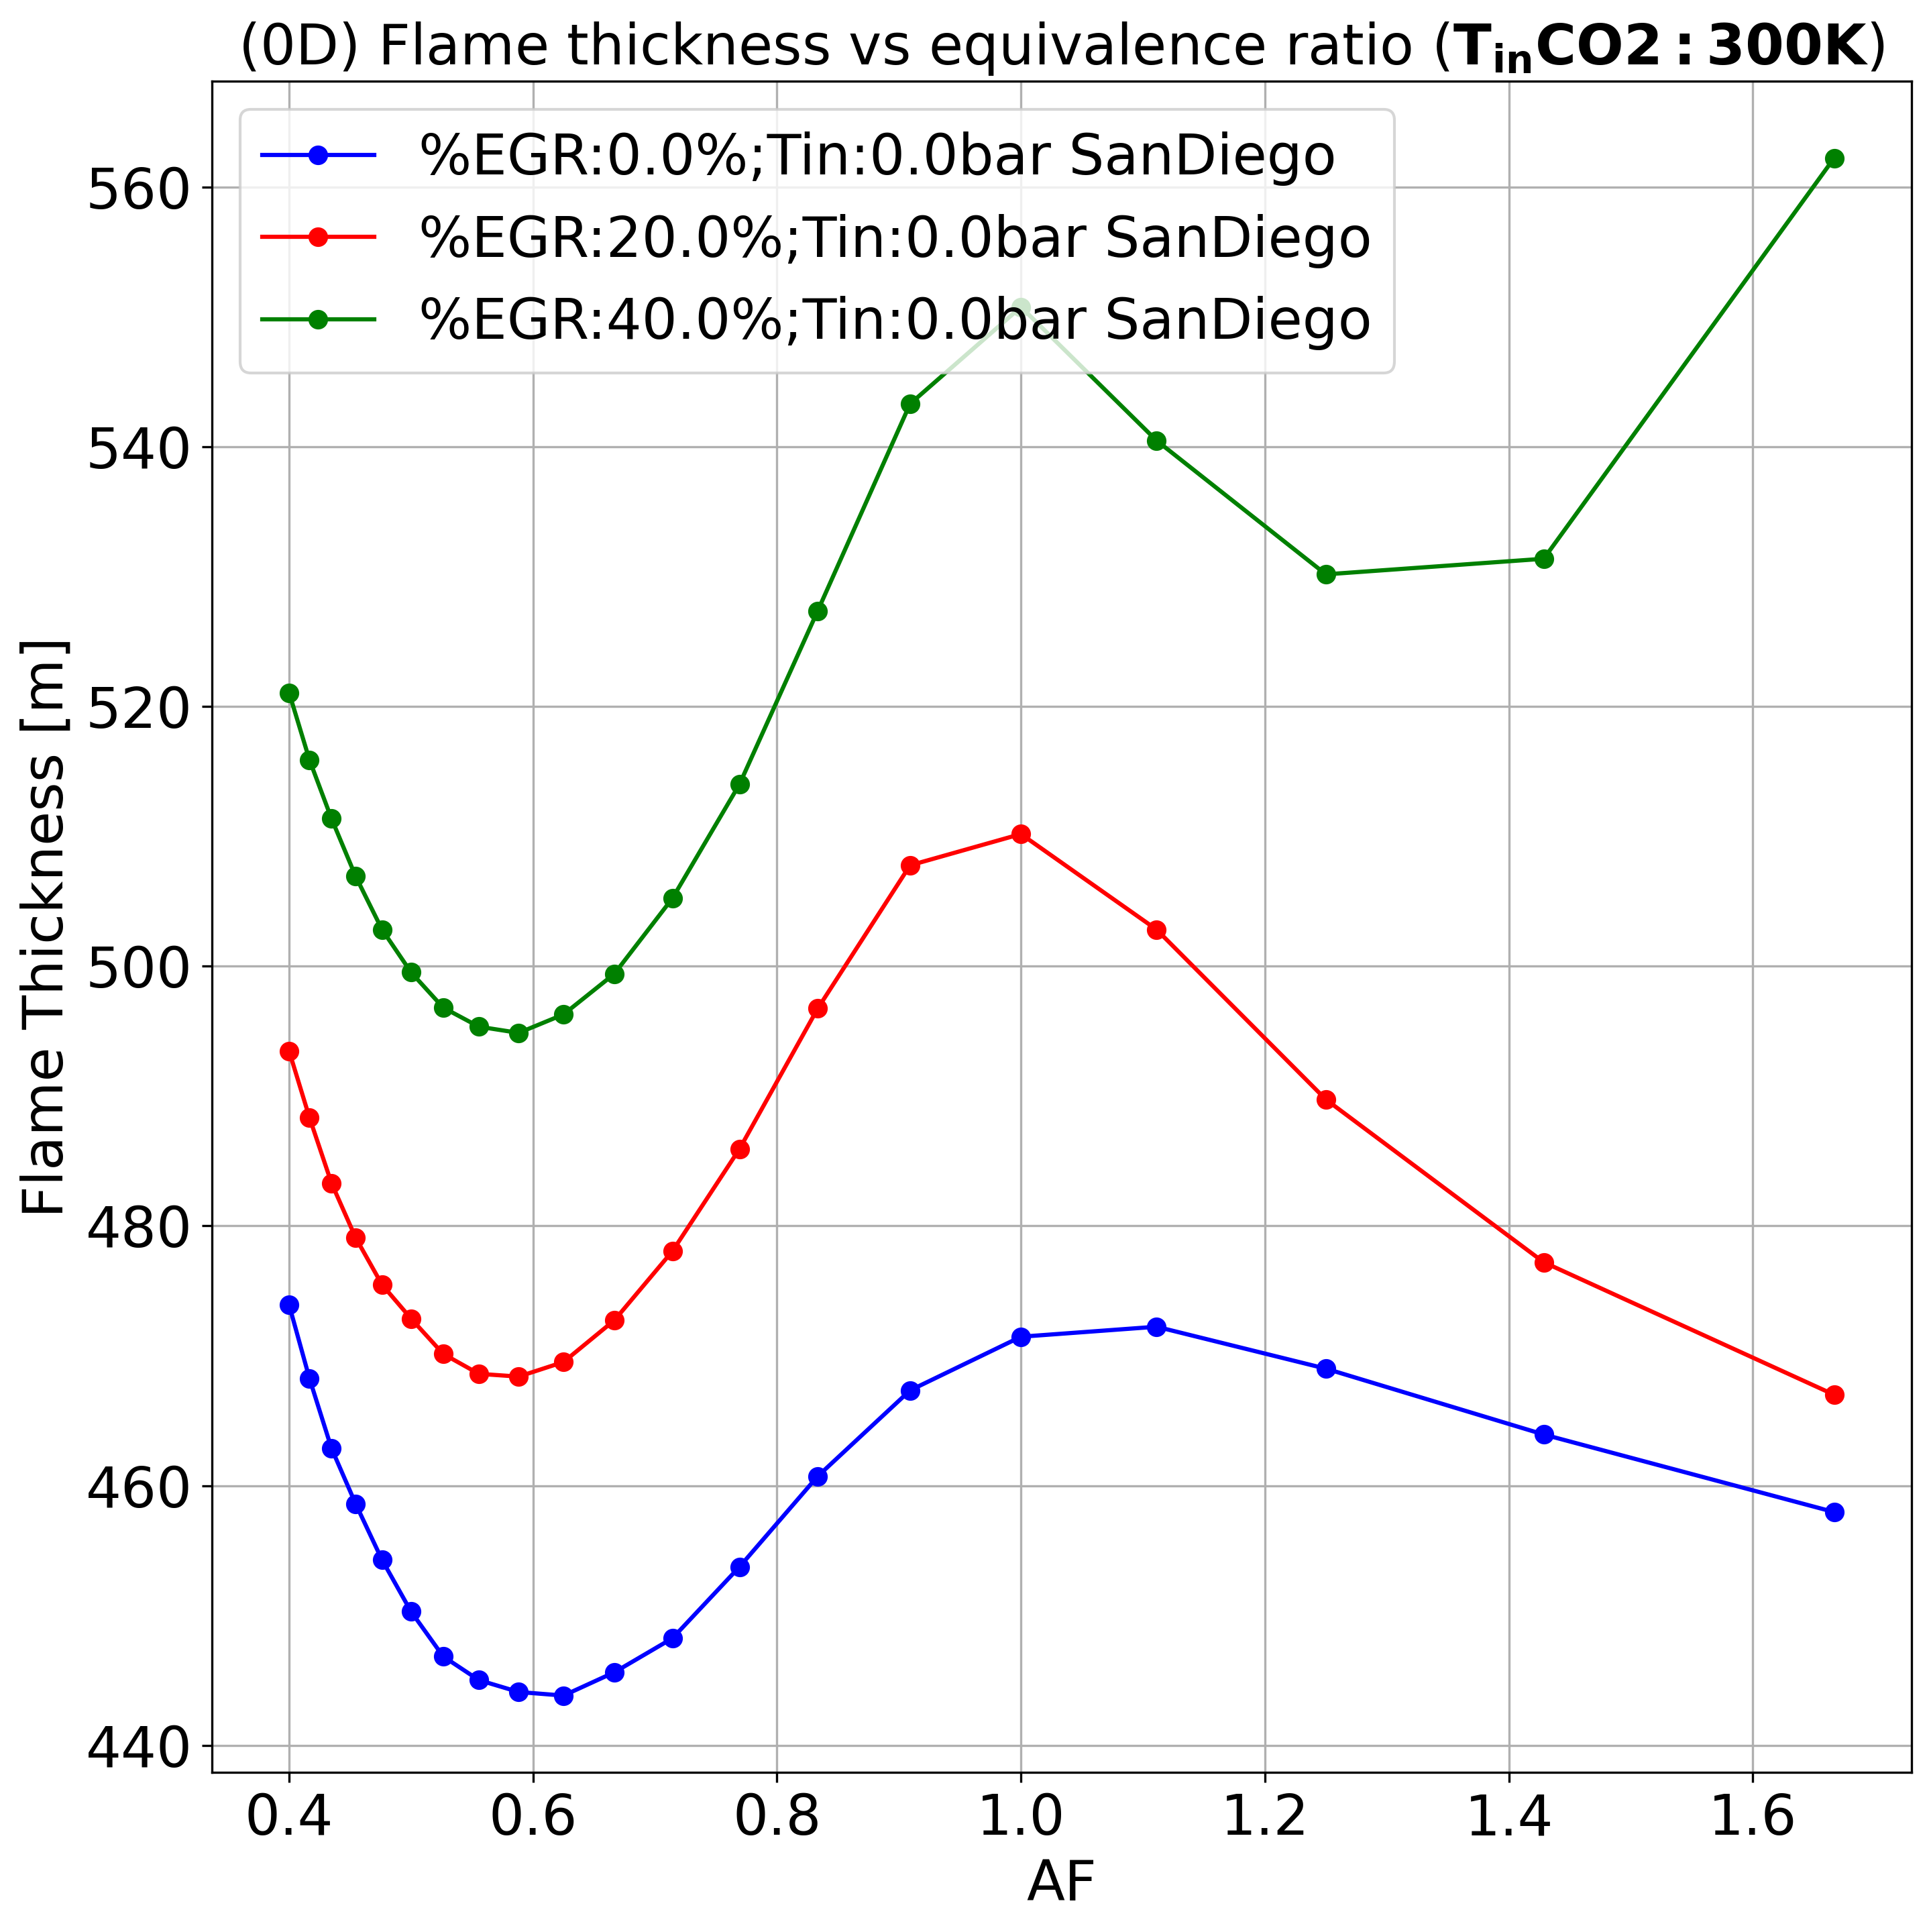 (0D) Flame thickness vs equivalence ratio (TinCO2 : 300K)
%EGR:0.0%;Tin:0.0bar SanDiego
%EGR:20.0%;Tin:0.0bar SanDiego
%EGR:40.0%;Tin:0.0bar SanDiego
Flame Thickness [m]
560
540
520
500
480
460
440
0.4 0.6 0.8 1.0 1.2 1.4 1.6
AF